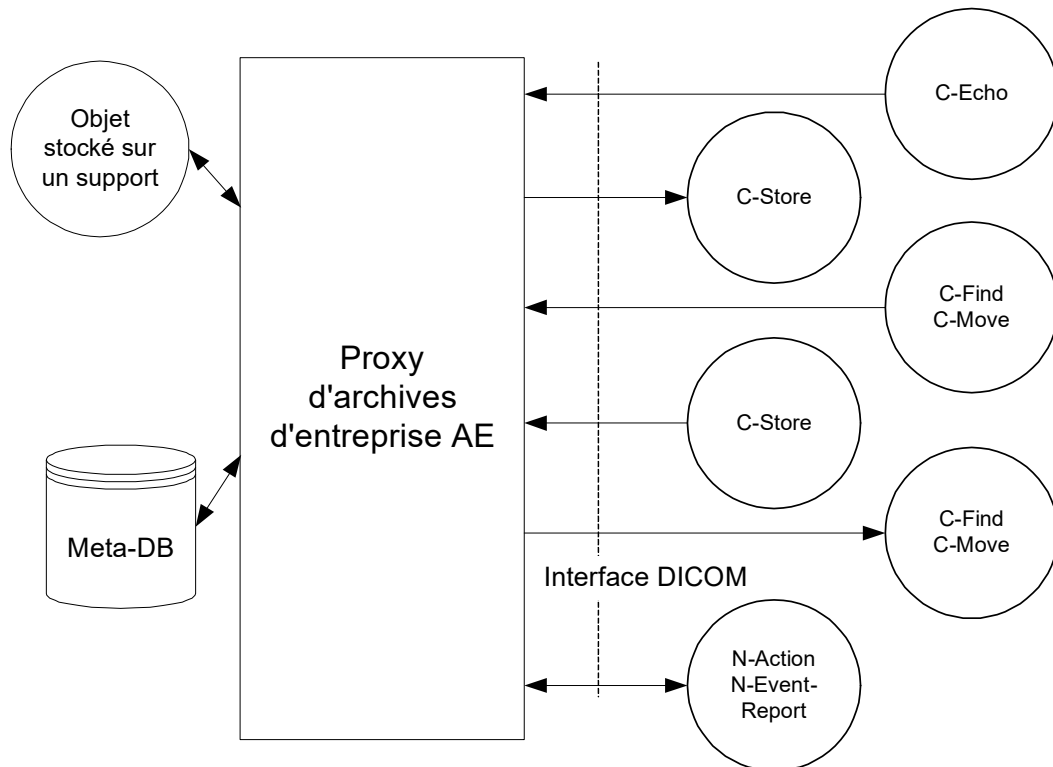 Objet
stocké sur
un support
Meta-DB
Proxy
d'archives
d'entreprise AE
C-Echo
C-Store
C-Find
C-Move
C-Store
C-Find
C-Move
Interface DICOM
N-Action
N-Event-
Report